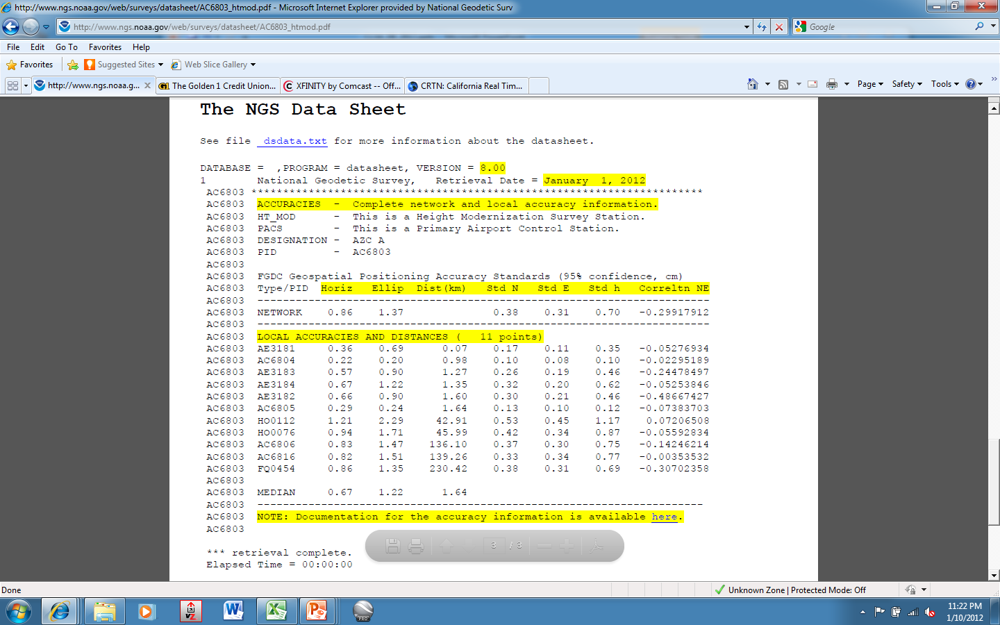 http://www.ngs.noaa.gov/web/surveys/datasheet/AC6803_htmod.pdf - Microsoft Internet Explorer provided by National Geodetic Surv
http://www.ngs.noaa.gov/web/surveys/datasheet/AC6803_htmod.pdf Google
File Edit Go To Favorites Help
Favorites Suggested Sites Web Slice Gallery
http://www.ngs.noaa.g... The Golden 1 Credit Union... XFINITY by Comcast -- Off... CRTN: California Real Tim... Page Safety Tools
The NGS Data Sheet
See file dsdata.txt for more information about the datasheet.
DATABASE = ,PROGRAM = datasheet, VERSION = 8.00
1 National Geodetic Survey, Retrieval Date = January 1, 2012
AC6803 ***********************************************************************
AC6803 ACCURACIES - Complete network and local accuracy information.
AC6803 HT_MOD - This is a Height Modernization Survey Station.
AC6803 PACS - This is a Primary Airport Control Station.
AC6803 DESIGNATION - AZC A
AC6803 PID - AC6803
AC6803
AC6803 FGDC Geospatial Positioning Accuracy Standards (95% confidence, cm)
AC6803 Type/PID Horiz Ellip Dist(km) Std N Std E Std h Correltn NE
AC6803 -----------------------------------------------------------------------
AC6803 NETWORK 0.86 1.37 0.38 0.31 0.70 -0.29917912
AC6803 -----------------------------------------------------------------------
AC6803 LOCAL ACCURACIES AND DISTANCES ( 11 points)
AC6803 AE3181 0.36 0.69 0.07 0.17 0.11 0.35 -0.05276934
AC6803 AC6804 0.22 0.20 0.98 0.10 0.08 0.10 -0.02295189
AC6803 AE3183 0.57 0.90 1.27 0.26 0.19 0.46 -0.24478497
AC6803 AE3184 0.67 1.22 1.35 0.32 0.20 0.62 -0.05253846
AC6803 AE3182 0.66 0.90 1.60 0.30 0.21 0.46 -0.48667427
AC6803 AC6805 0.29 0.24 1.64 0.13 0.10 0.12 -0.07383703
AC6803 HO0112 1.21 2.29 42.91 0.53 0.45 1.17 0.07206508
AC6803 HO0076 0.94 1.71 45.99 0.42 0.34 0.87 -0.05592834
AC6803 AC6806 0.83 1.47 136.10 0.37 0.30 0.75 -0.14246214
AC6803 AC6816 0.82 1.51 139.26 0.33 0.34 0.77 -0.00353532
AC6803 FQ0454 0.86 1.35 230.42 0.38 0.31 0.69 -0.30702358
AC6803
AC6803 MEDIAN 0.67 1.22 1.64
AC6803 ----------------------------------------------------------------------
AC6803 NOTE: Documentation for the accuracy information is available here.
AC6803
3 / 3
*** retrieval complete.
Elapsed Time = 00:00:00
Done Unknown Zone | Protected Mode: Off
PRO
11:22 PM
1/10/2012